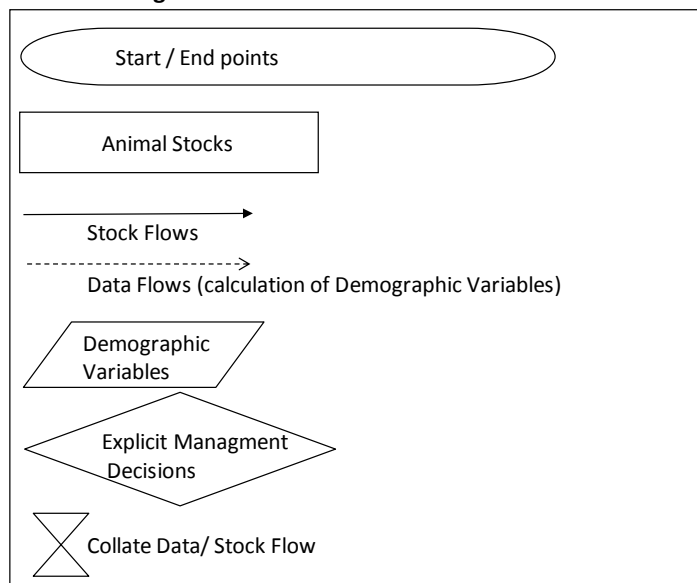 Start / End points
Animal Stocks
Stock Flows
Data Flows (calculation of Demographic Variables)
Demographic
Variables
Explicit Managment
Decisions
Collate Data/ Stock Flow